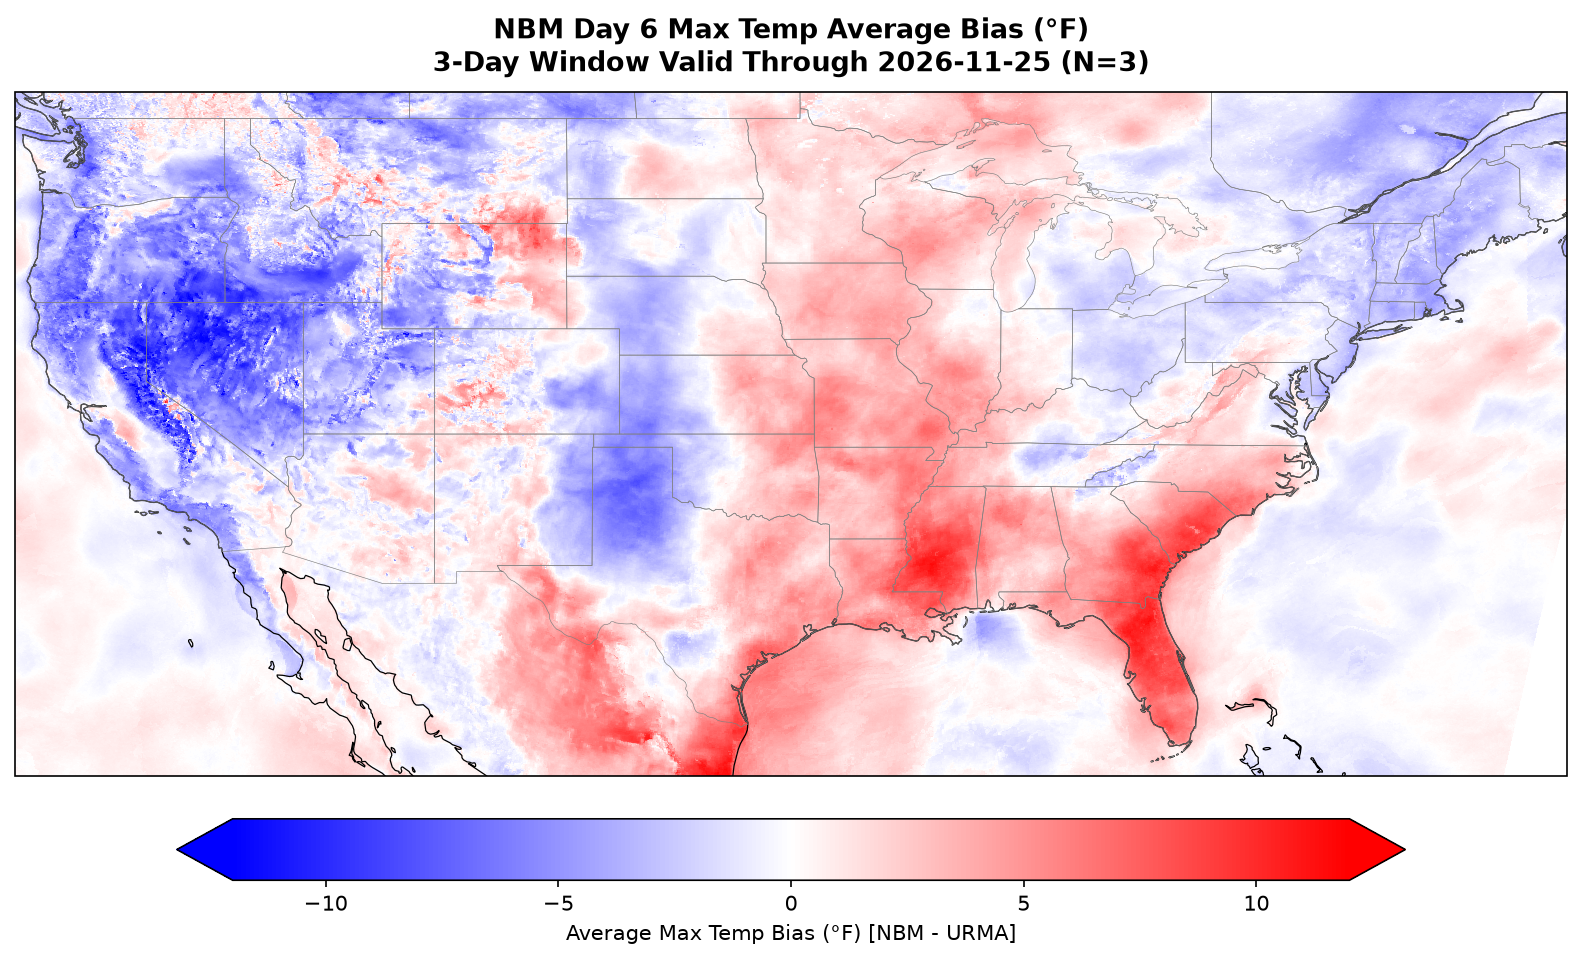 NBM Day 6 Max Temp Average Bias (°F)
3-Day Window Valid Through 2026-11-25 (N=3)
−10 −5 0 5 10
Average Max Temp Bias (°F) [NBM - URMA]